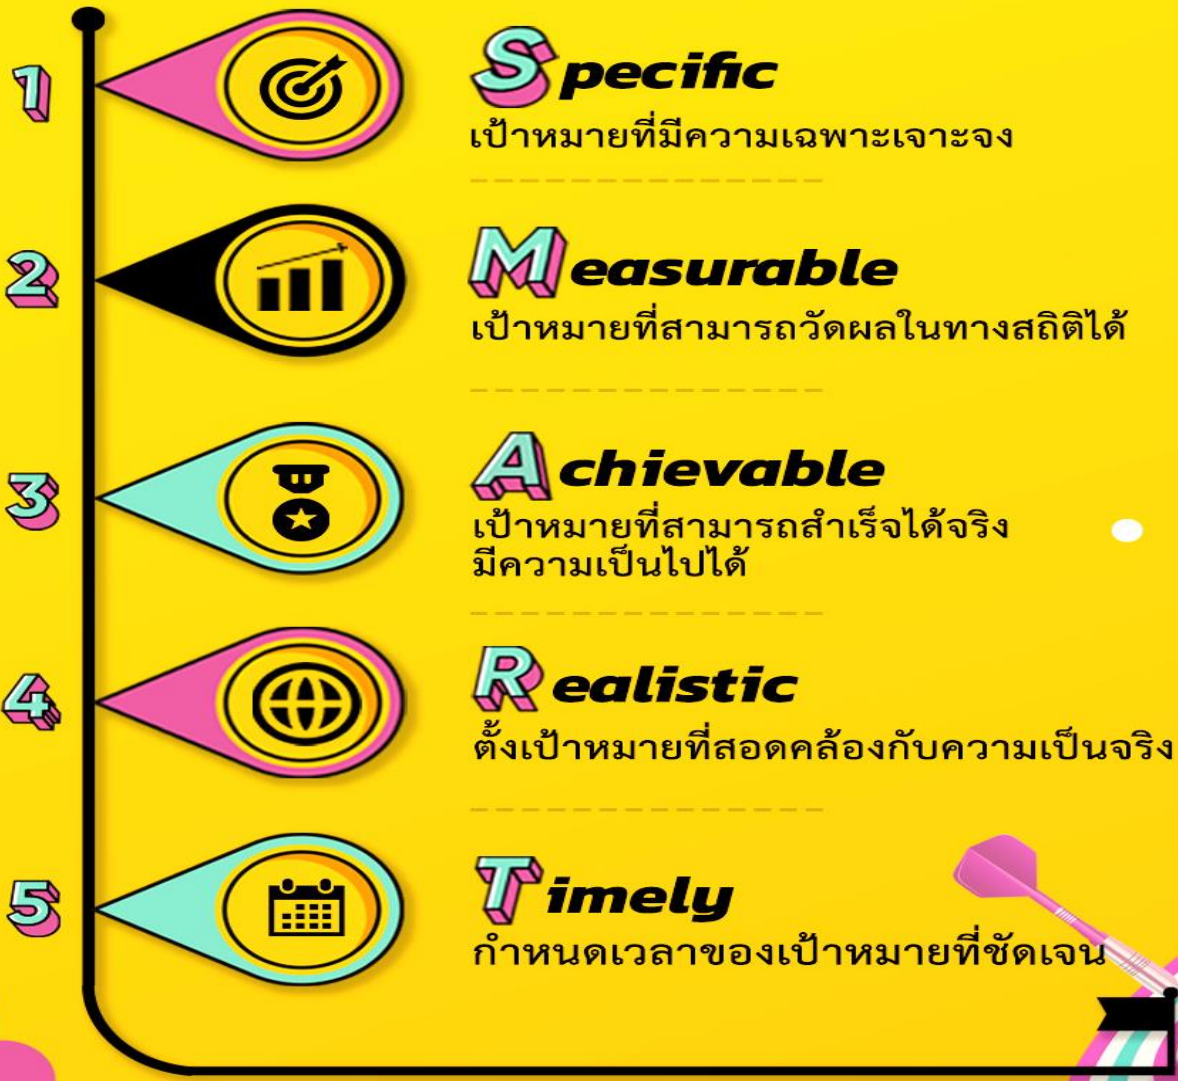 1
Specific
เป้าหมายที่มีความเฉพาะเจาะจง
2
Measurable
เป้าหมายที่สามารถวัดผลในทางสถิติได้
3
Achievable
เป้าหมายที่สามารถสำเร็จได้จริง
มีความเป็นไปได้
4
Realistic
ตั้งเป้าหมายที่สอดคล้องกับความเป็นจริง
5
Timely
กำหนดเวลาของเป้าหมายที่ชัดเจน